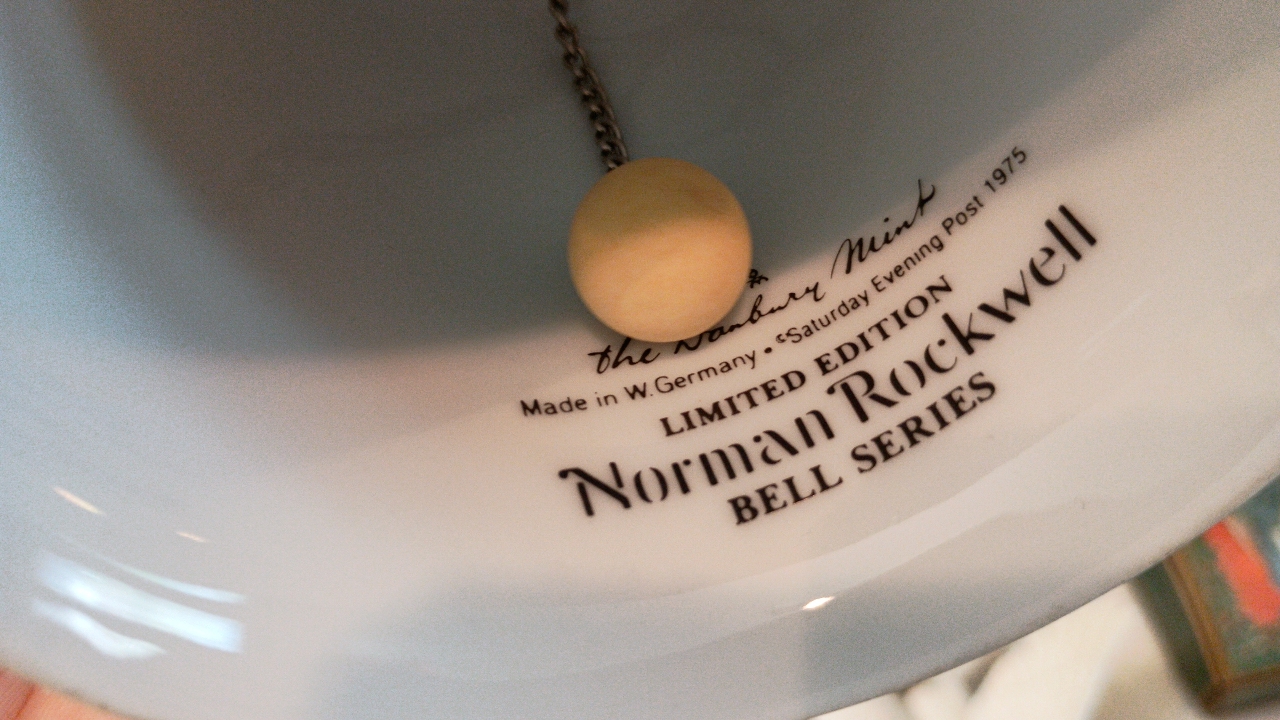 the Danbury Mint
Made in W. Germany • Saturday Evening Post 1975
LIMITED EDITION
Norman Rockwell
BELL SERIES